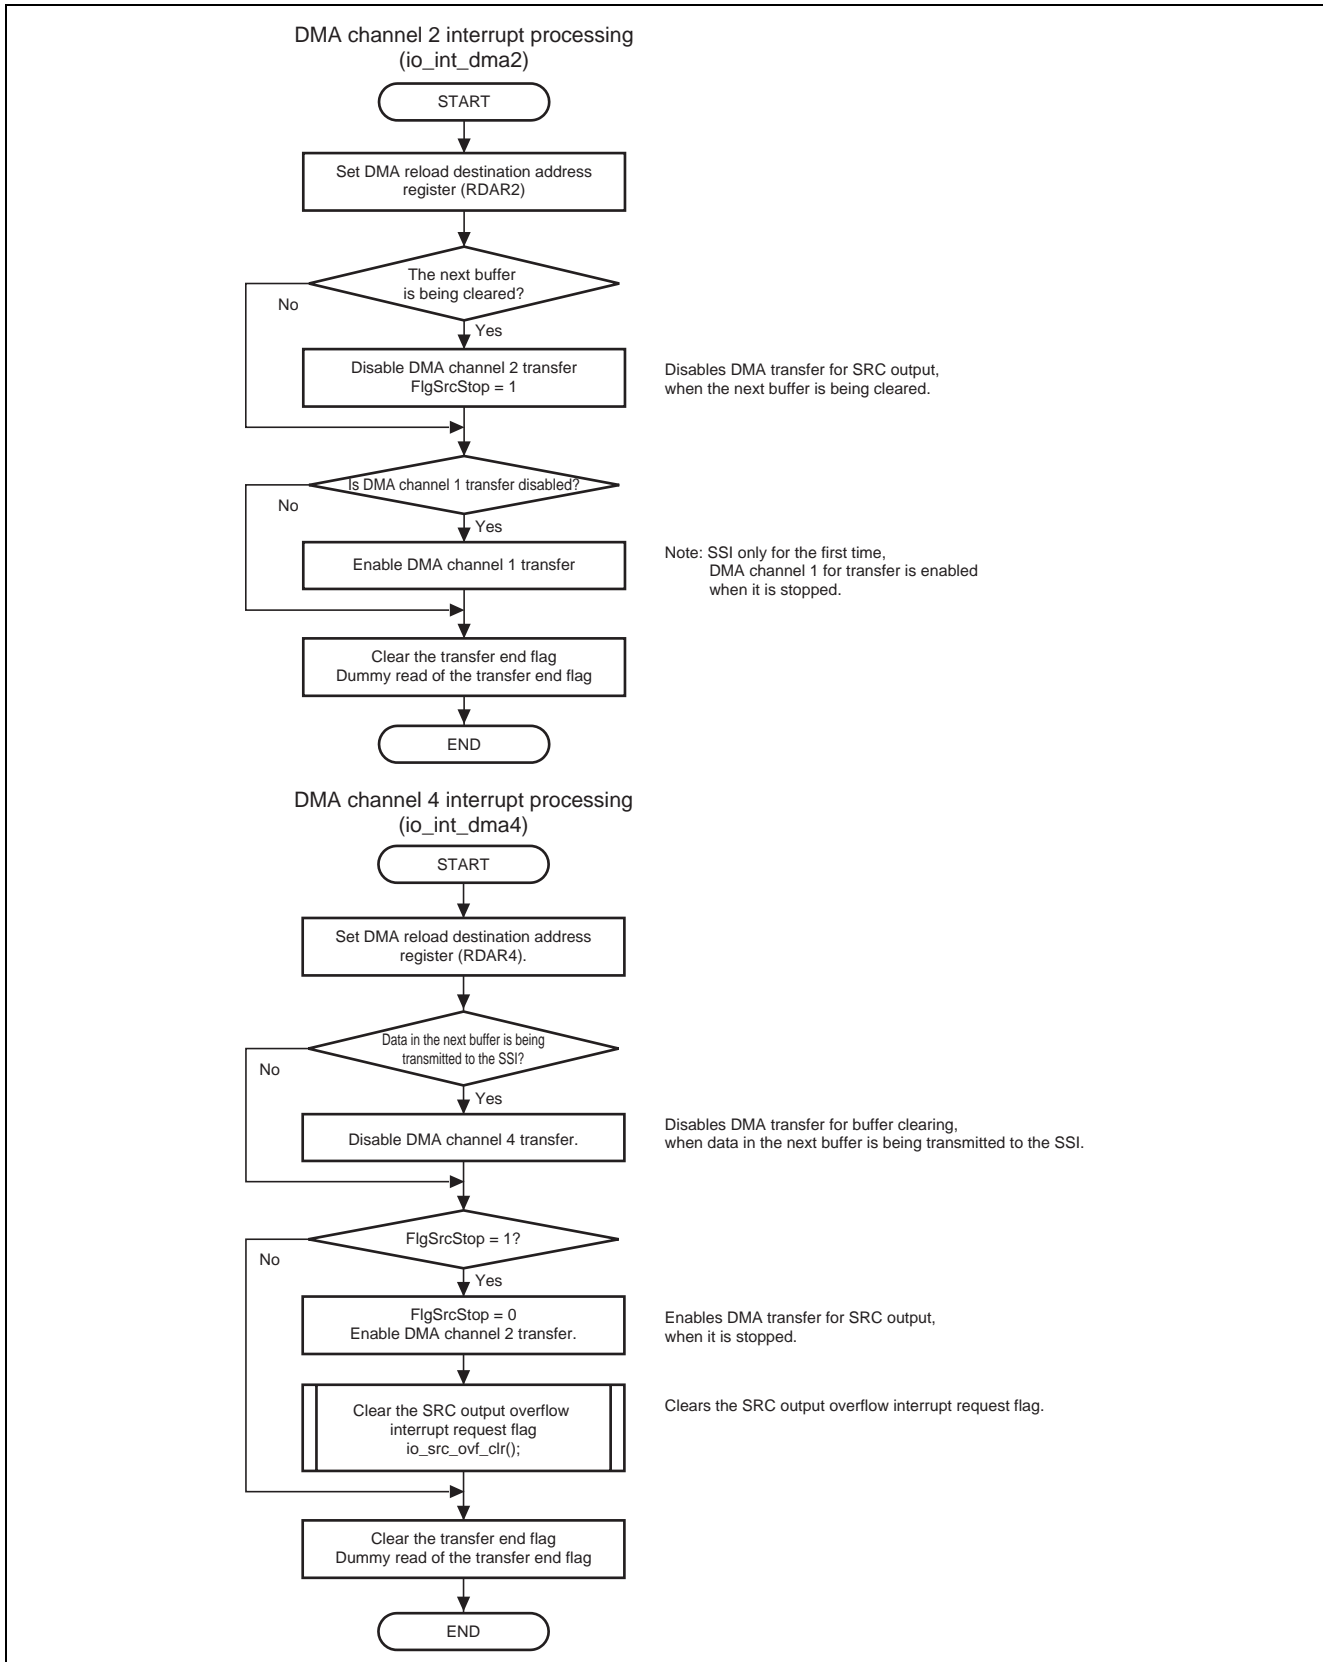 DMA channel 2 interrupt processing
(io_int_dma2)
START
Set DMA reload destination address
register (RDAR2)
The next buffer
is being cleared?
No
Yes
Disable DMA channel 2 transfer
FlgSrcStop = 1
Disables DMA transfer for SRC output,
when the next buffer is being cleared.
Is DMA channel 1 transfer disabled?
No
Yes
Enable DMA channel 1 transfer
Note: SSI only for the first time,
DMA channel 1 for transfer is enabled
when it is stopped.
Clear the transfer end flag
Dummy read of the transfer end flag
END
DMA channel 4 interrupt processing
(io_int_dma4)
START
Set DMA reload destination address
register (RDAR4).
Data in the next buffer is being
transmitted to the SSI?
No
Yes
Disable DMA channel 4 transfer.
Disables DMA transfer for buffer clearing,
when data in the next buffer is being transmitted to the SSI.
FlgSrcStop = 1?
No
Yes
FlgSrcStop = 0
Enable DMA channel 2 transfer.
Enables DMA transfer for SRC output,
when it is stopped.
Clear the SRC output overflow
interrupt request flag
io_src_ovf_clr();
Clears the SRC output overflow interrupt request flag.
Clear the transfer end flag
Dummy read of the transfer end flag
END